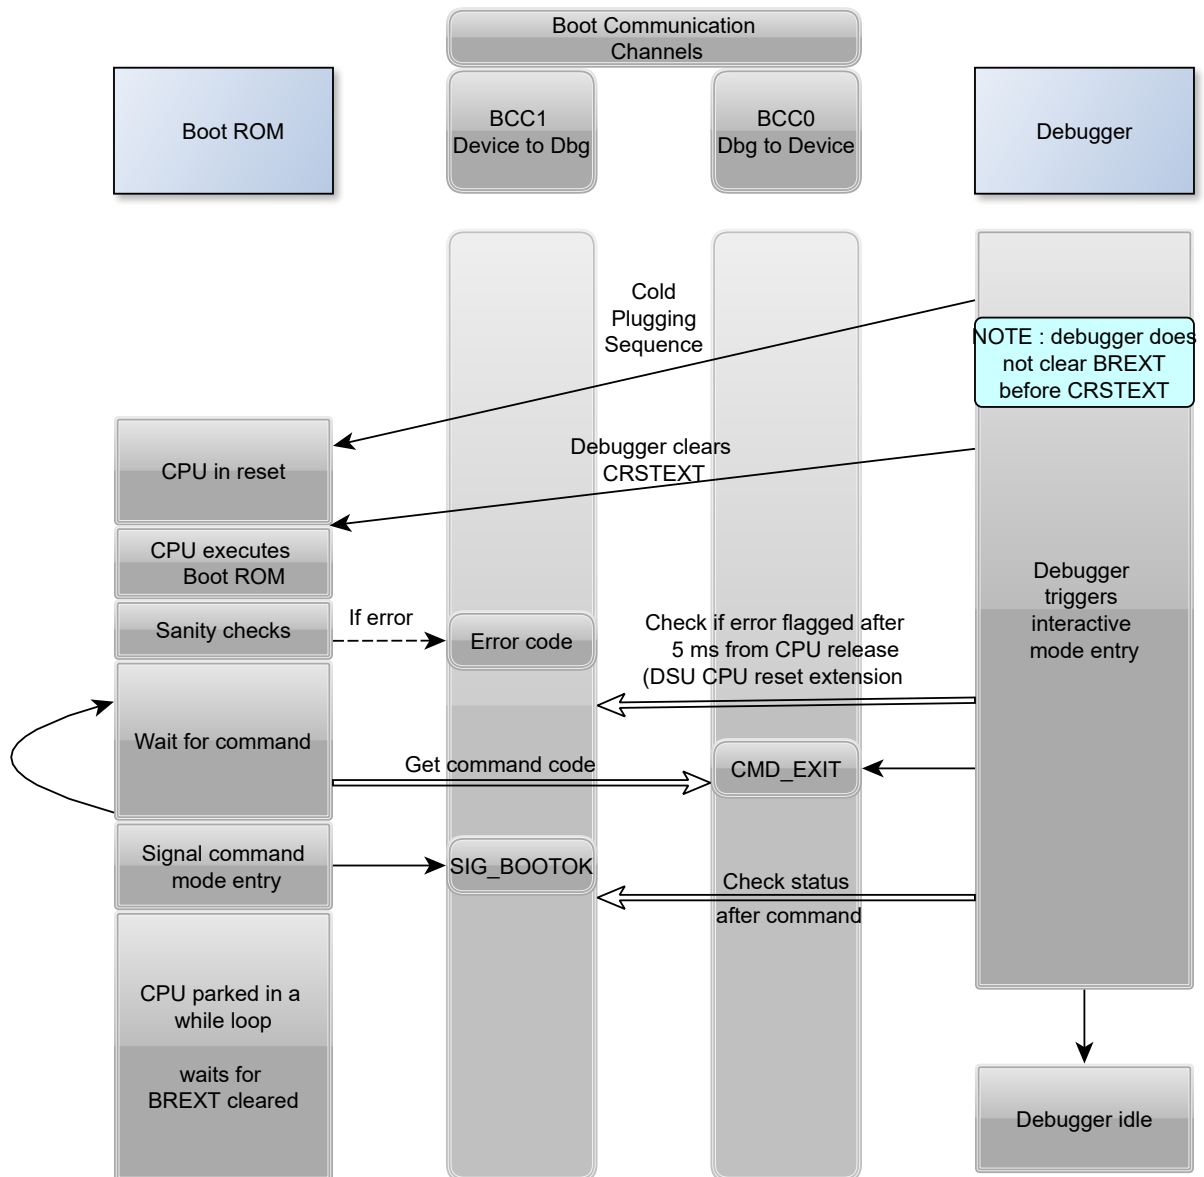 Boot Communication
Channels
Boot ROM
BCC1
Device to Dbg
BCC0
Dbg to Device
Debugger
Cold
Plugging
Sequence
NOTE : debugger does
not clear BREXT
before CRSTEXT
Debugger clears
CRSTEXT
CPU in reset
CPU executes
Boot ROM
Sanity checks
If error
Error code
Check if error flagged after
5 ms from CPU release
(DSU CPU reset extension
Debugger
triggers
interactive
mode entry
Wait for command
Get command code
CMD_EXIT
Signal command
mode entry
SIG_BOOTOK
Check status
after command
CPU parked in a
while loop
waits for
BREXT cleared
Debugger idle